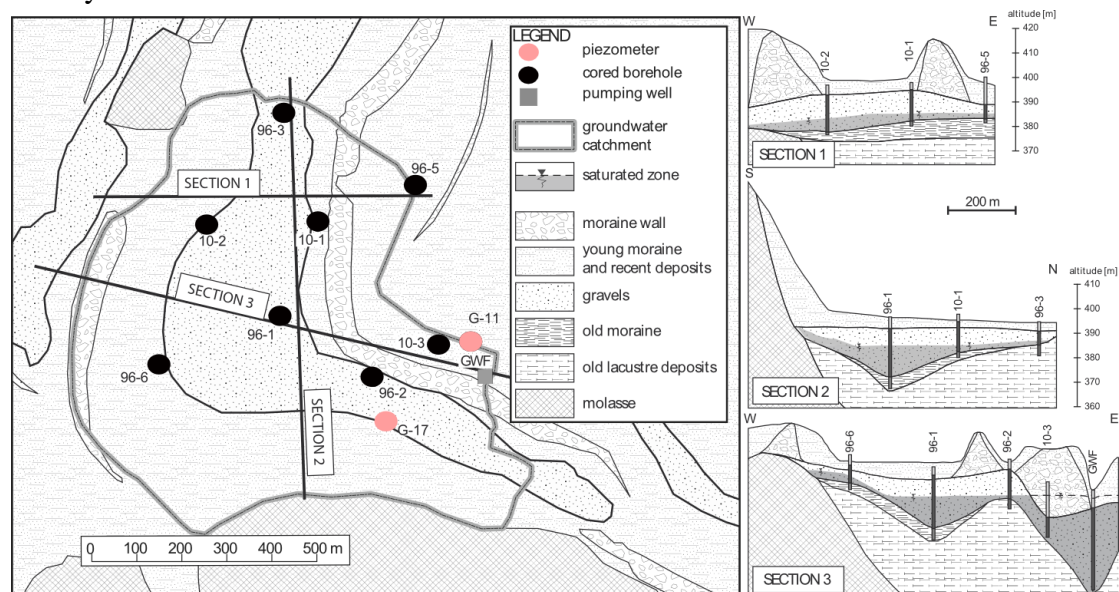 96-3
96-5
SECTION 1
10-2
10-1
SECTION 3
96-1
G-11
10-3
GWF
96-6
96-2
SECTION 2
G-17
0 100 200 300 400 500 m
LEGEND
piezometer
cored borehole
pumping well
groundwater
catchment
saturated zone
moraine wall
young moraine
and recent deposits
gravels
old moraine
old lacustre deposits
molasse
W E altitude [m]
10-2
10-1
96-5
420
410
400
390
380
370
SECTION 1
200 m
S N altitude [m]
96-1
10-1
96-3
410
400
390
380
370
360
SECTION 2
W E
96-6
96-1
96-2
10-3
GWF
SECTION 3